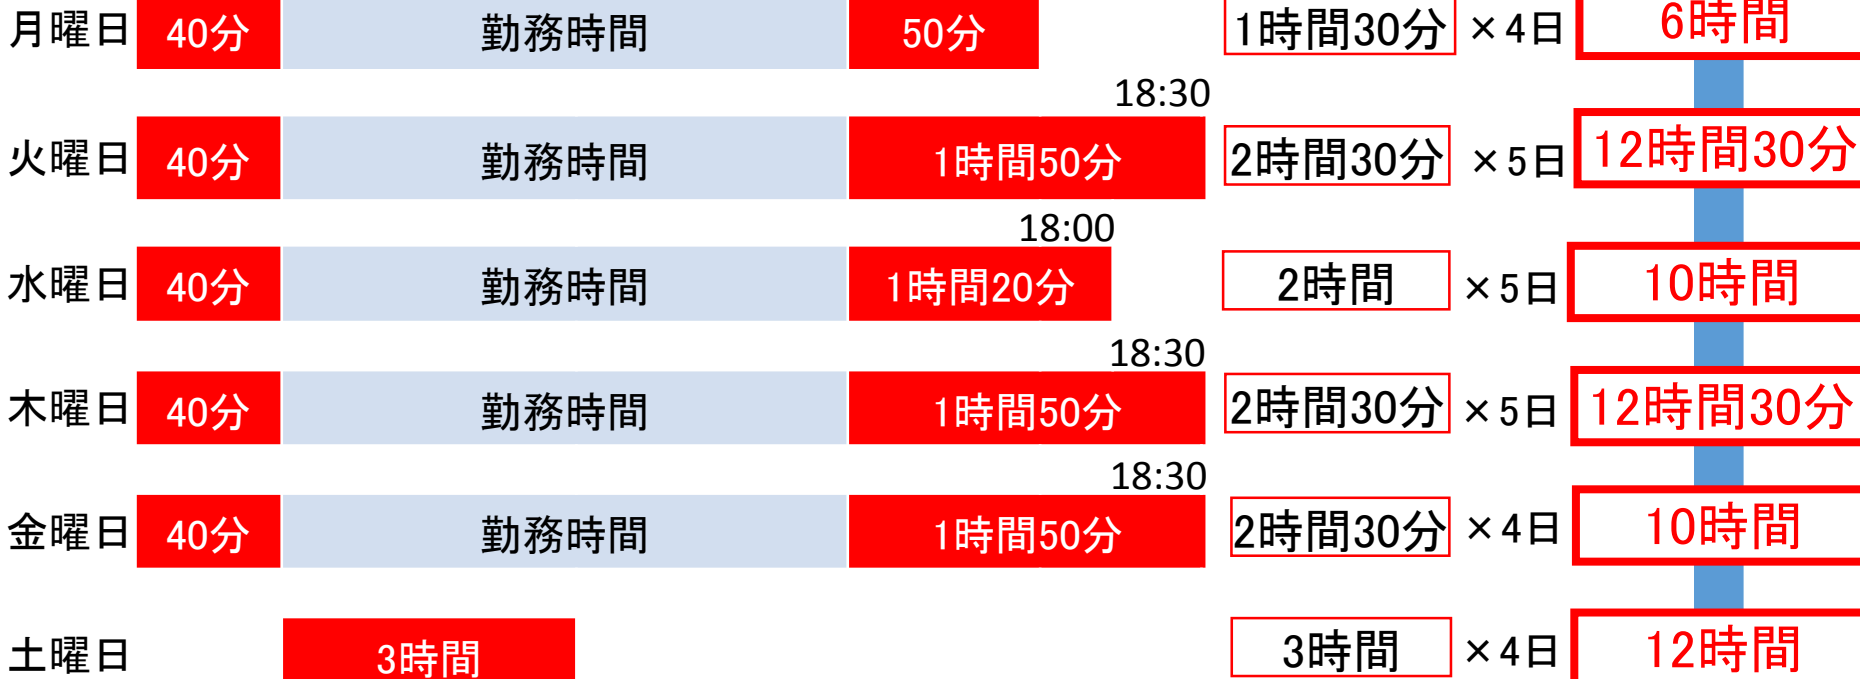 月曜日 40分 勤務時間 50分 1時間30分 ×4日 6時間
18:30
火曜日 40分 勤務時間 1時間50分 2時間30分 ×5日 12時間30分
18:00
水曜日 40分 勤務時間 1時間20分 2時間 ×5日 10時間
18:30
木曜日 40分 勤務時間 1時間50分 2時間30分 ×5日 12時間30分
18:30
金曜日 40分 勤務時間 1時間50分 2時間30分 ×4日 10時間
土曜日 3時間 3時間 ×4日 12時間